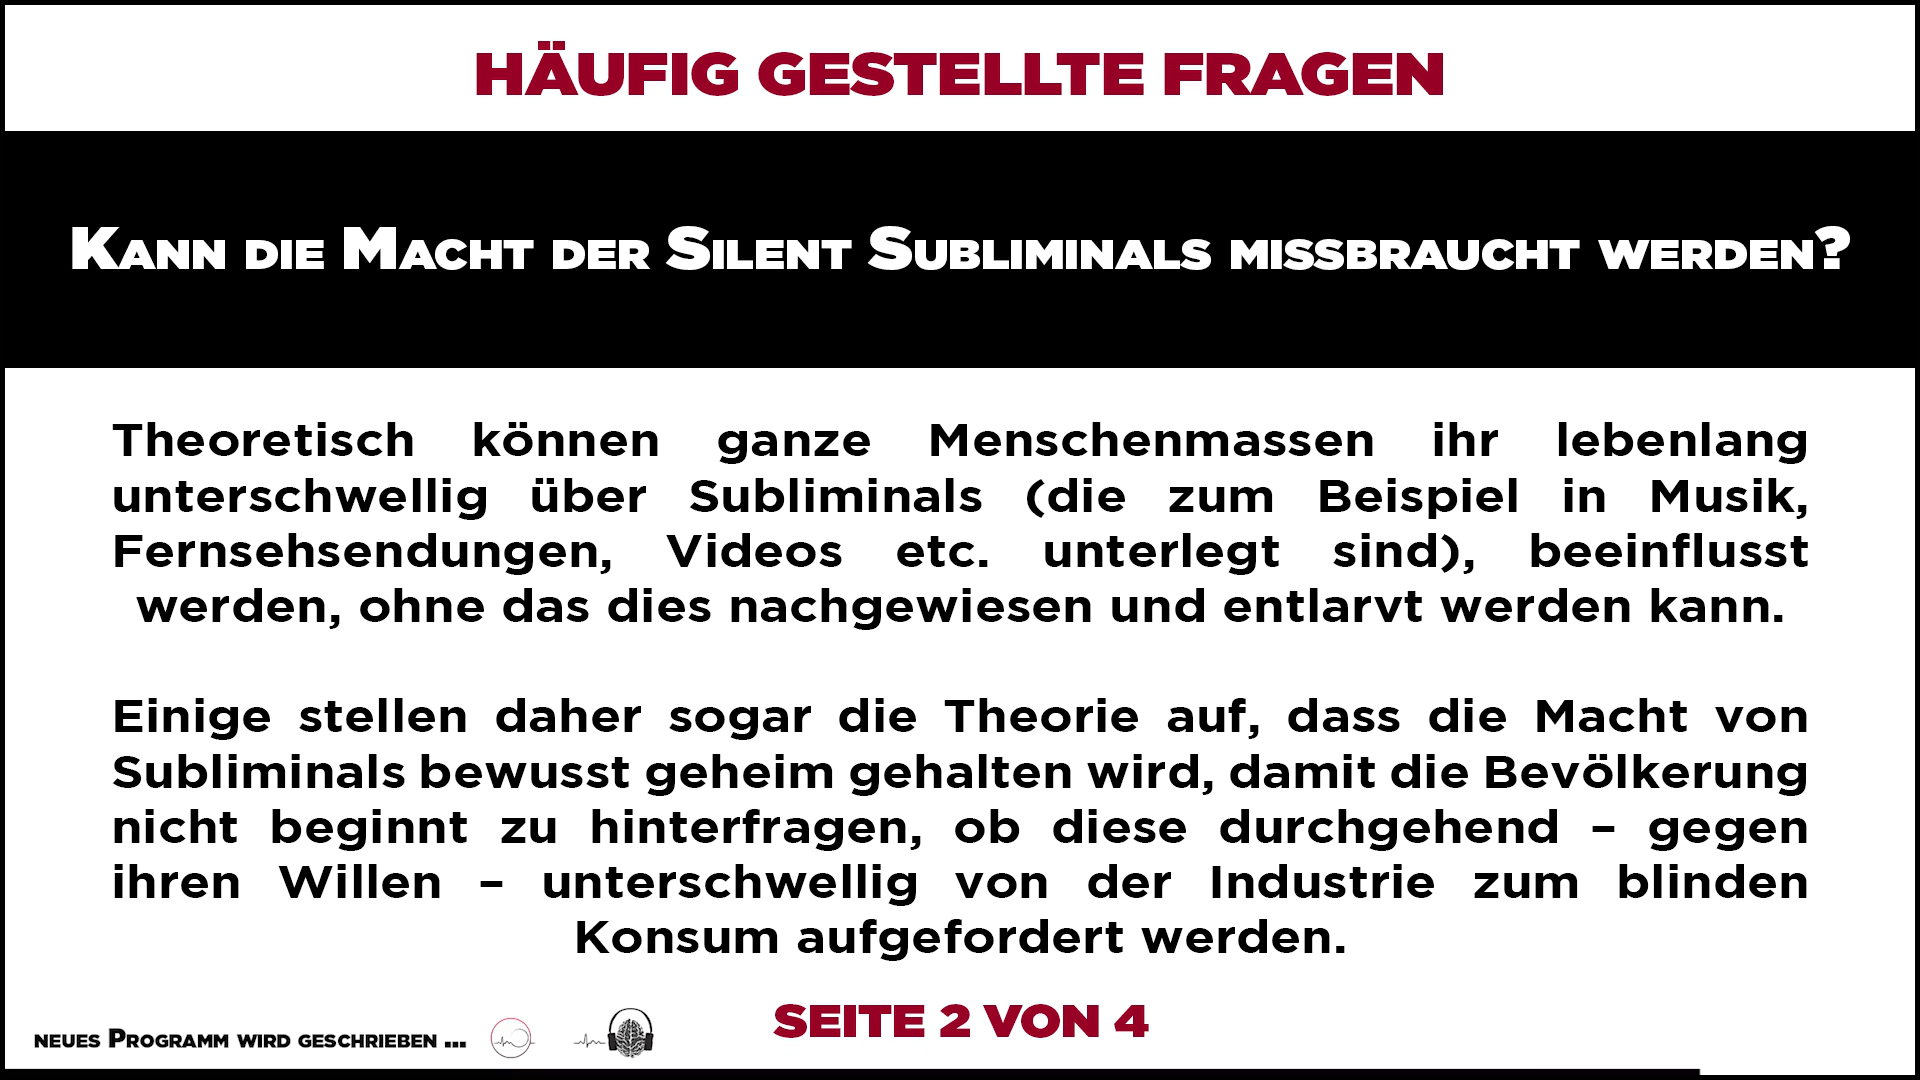 HÄUFIG GESTELLTE FRAGEN
KANN DIE MACHT DER SILENT SUBLIMINALS MISSBRAUCHT WERDEN?
Theoretisch können ganze Menschenmassen ihr lebenlang
unterschwellig über Subliminals (die zum Beispiel in Musik,
Fernsehsendungen, Videos etc. unterlegt sind), beeinflusst
werden, ohne das dies nachgewiesen und entlarvt werden kann.
Einige stellen daher sogar die Theorie auf, dass die Macht von
Subliminals bewusst geheim gehalten wird, damit die Bevölkerung
nicht beginnt zu hinterfragen, ob diese durchgehend – gegen
ihren Willen – unterschwellig von der Industrie zum blinden
Konsum aufgefordert werden.
SEITE 2 VON 4
NEUES PROGRAMM WIRD GESCHRIEBEN ...